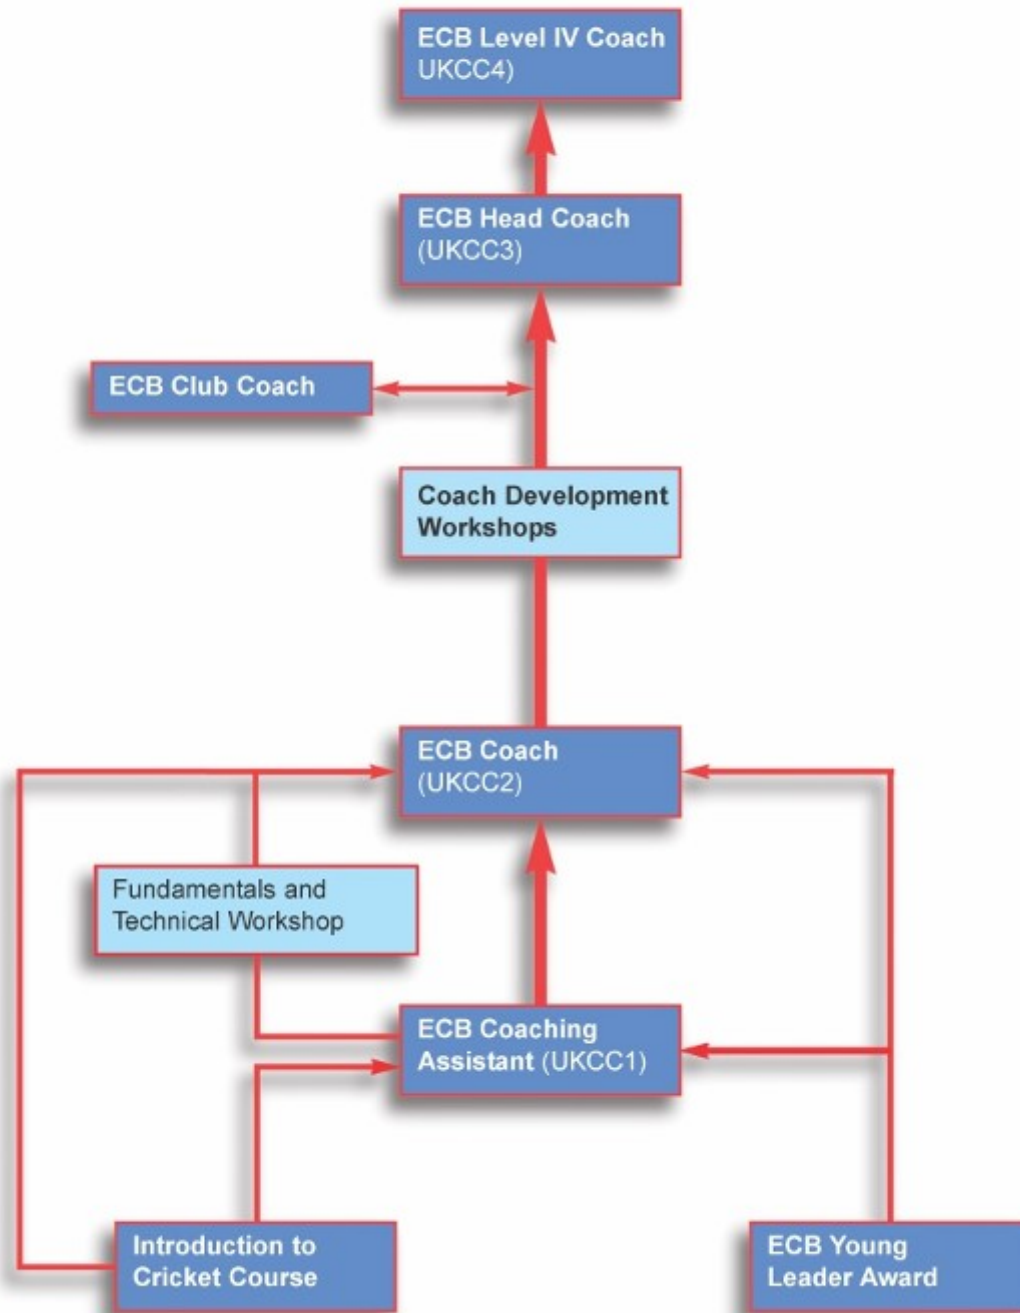 ECB Level IV Coach
UKCC4)
ECB Head Coach
(UKCC3)
ECB Club Coach
Coach Development
Workshops
ECB Coach
(UKCC2)
Fundamentals and
Technical Workshop
ECB Coaching
Assistant (UKCC1)
Introduction to
Cricket Course
ECB Young
Leader Award